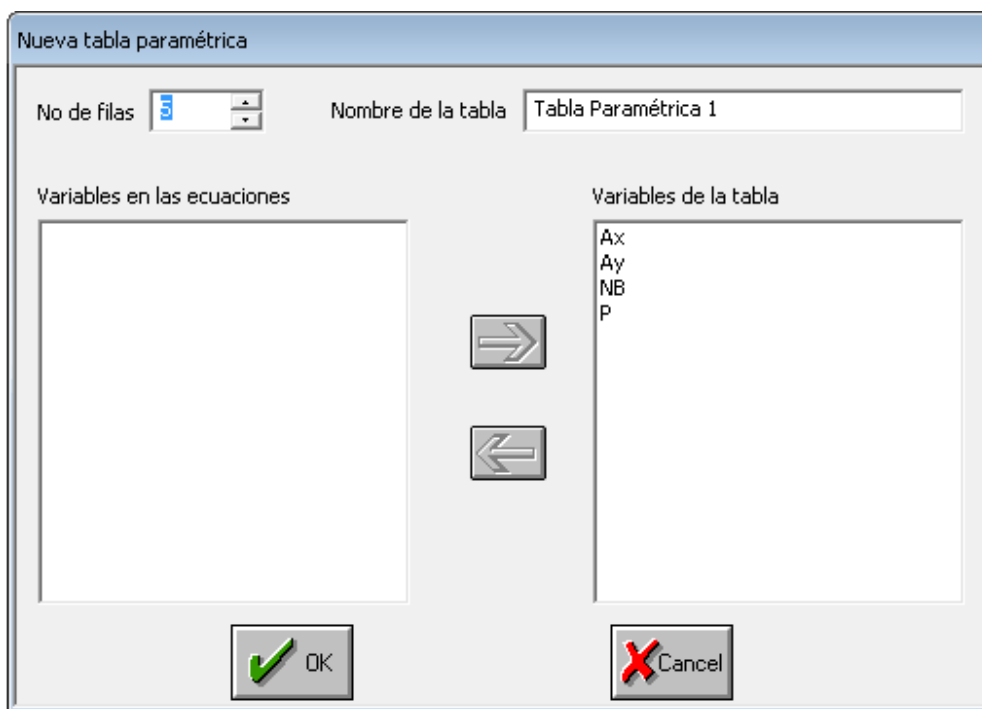 Nueva tabla paramétrica
No de filas 5 Nombre de la tabla Tabla Paramétrica 1
Variables en las ecuaciones Variables de la tabla
Ax
Ay
NB
P
OK Cancel